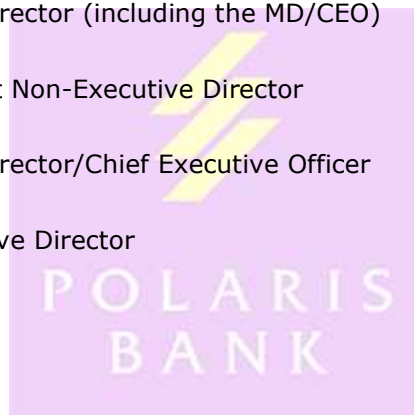 rector (including the MD/CEO)
Non-Executive Director
rector/Chief Executive Officer
ve Director
POLARIS
BANK